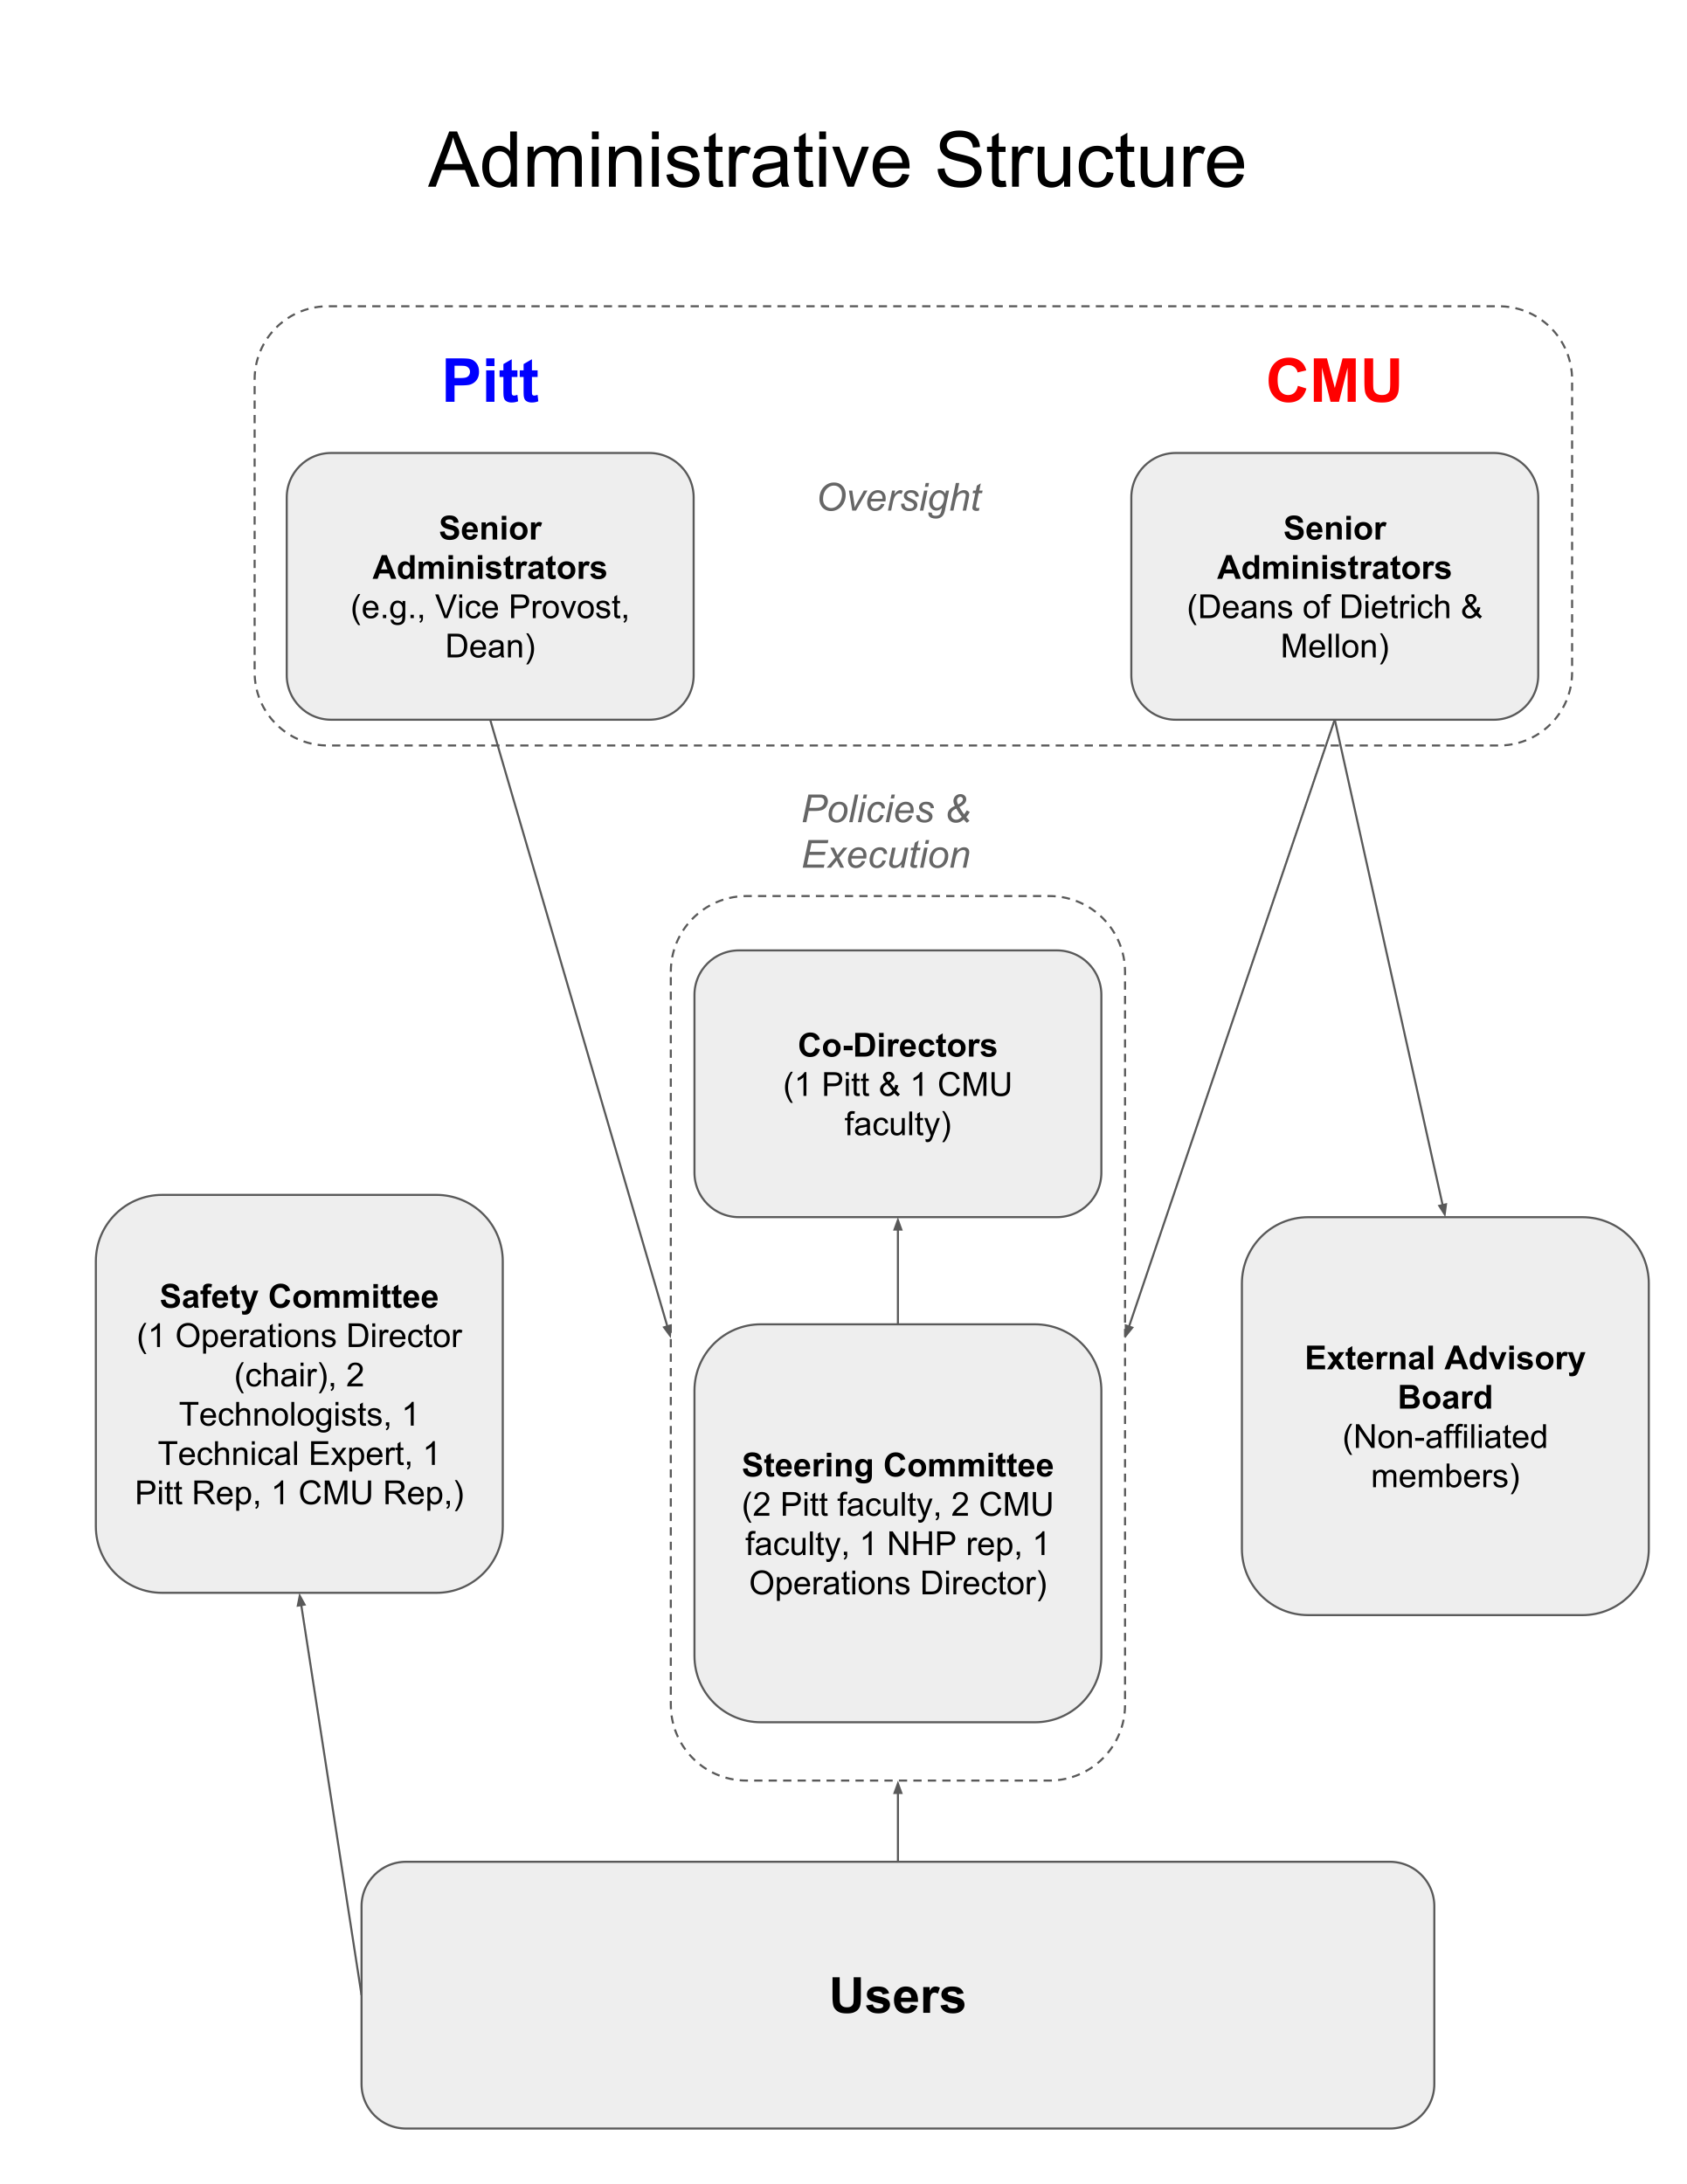 Administrative Structure
Pitt
CMU
Oversight
Senior
Administrators
(e.g., Vice Provost,
Dean)
Senior
Administrators
(Deans of Dietrich &
Mellon)
Policies &
Execution
Co-Directors
(1 Pitt & 1 CMU
faculty)
Safety Committee
(1 Operations Director
(chair), 2
Technologists, 1
Technical Expert, 1
Pitt Rep, 1 CMU Rep,)
Steering Committee
(2 Pitt faculty, 2 CMU
faculty, 1 NHP rep, 1
Operations Director)
External Advisory
Board
(Non-affiliated
members)
Users